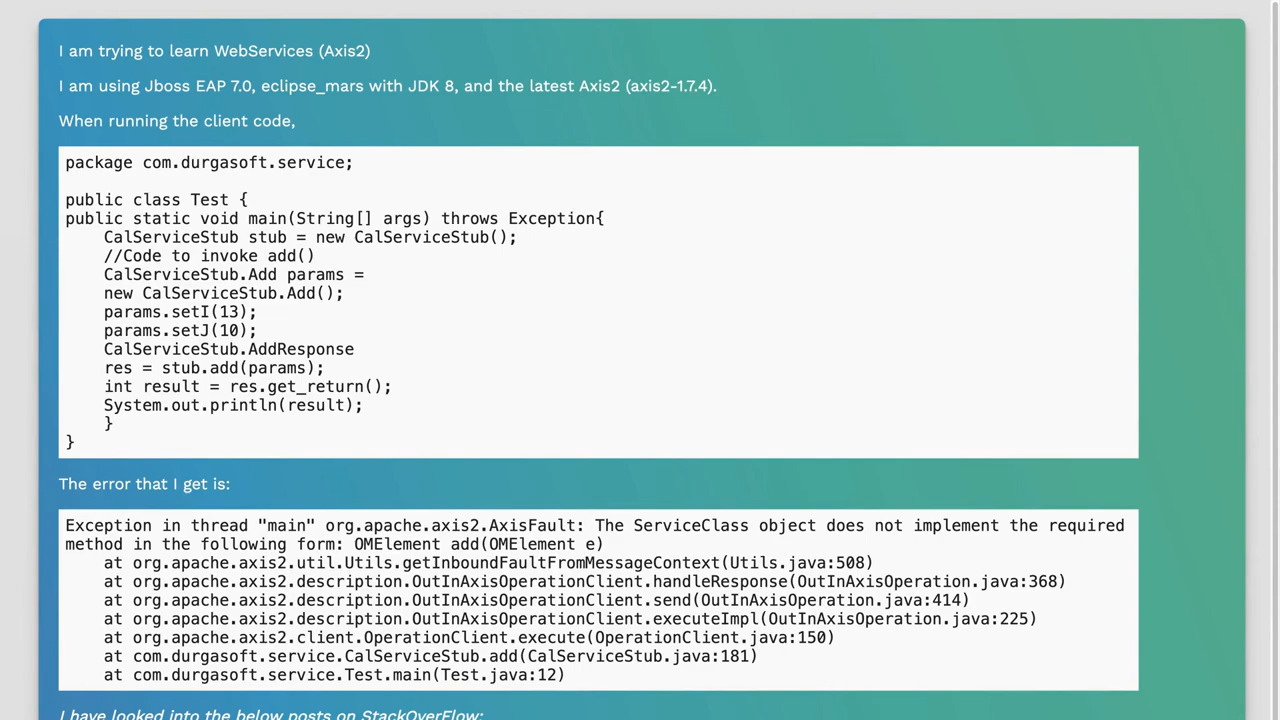 I am trying to learn WebServices (Axis2)
I am using Jboss EAP 7.0, eclipse_mars with JDK 8, and the latest Axis2 (axis2-1.7.4).
When running the client code,
package com.durgasoft.service;
public class Test {
public static void main(String[] args) throws Exception{
    CalServiceStub stub = new CalServiceStub();
    //Code to invoke add()
    CalServiceStub.Add params =
    new CalServiceStub.Add();
    params.setI(13);
    params.setJ(10);
    CalServiceStub.AddResponse
    res = stub.add(params);
    int result = res.get_return();
    System.out.println(result);
    }
}
The error that I get is:
Exception in thread "main" org.apache.axis2.AxisFault: The ServiceClass object does not implement the required
method in the following form: OMElement add(OMElement e)
    at org.apache.axis2.util.Utils.getInboundFaultFromMessageContext(Utils.java:508)
    at org.apache.axis2.description.OutInAxisOperationClient.handleResponse(OutInAxisOperation.java:368)
    at org.apache.axis2.description.OutInAxisOperationClient.send(OutInAxisOperation.java:414)
    at org.apache.axis2.description.OutInAxisOperationClient.executeImpl(OutInAxisOperation.java:225)
    at org.apache.axis2.client.OperationClient.execute(OperationClient.java:150)
    at com.durgasoft.service.CalServiceStub.add(CalServiceStub.java:181)
    at com.durgasoft.service.Test.main(Test.java:12)
I have looked into the below posts on StackOverFlow: